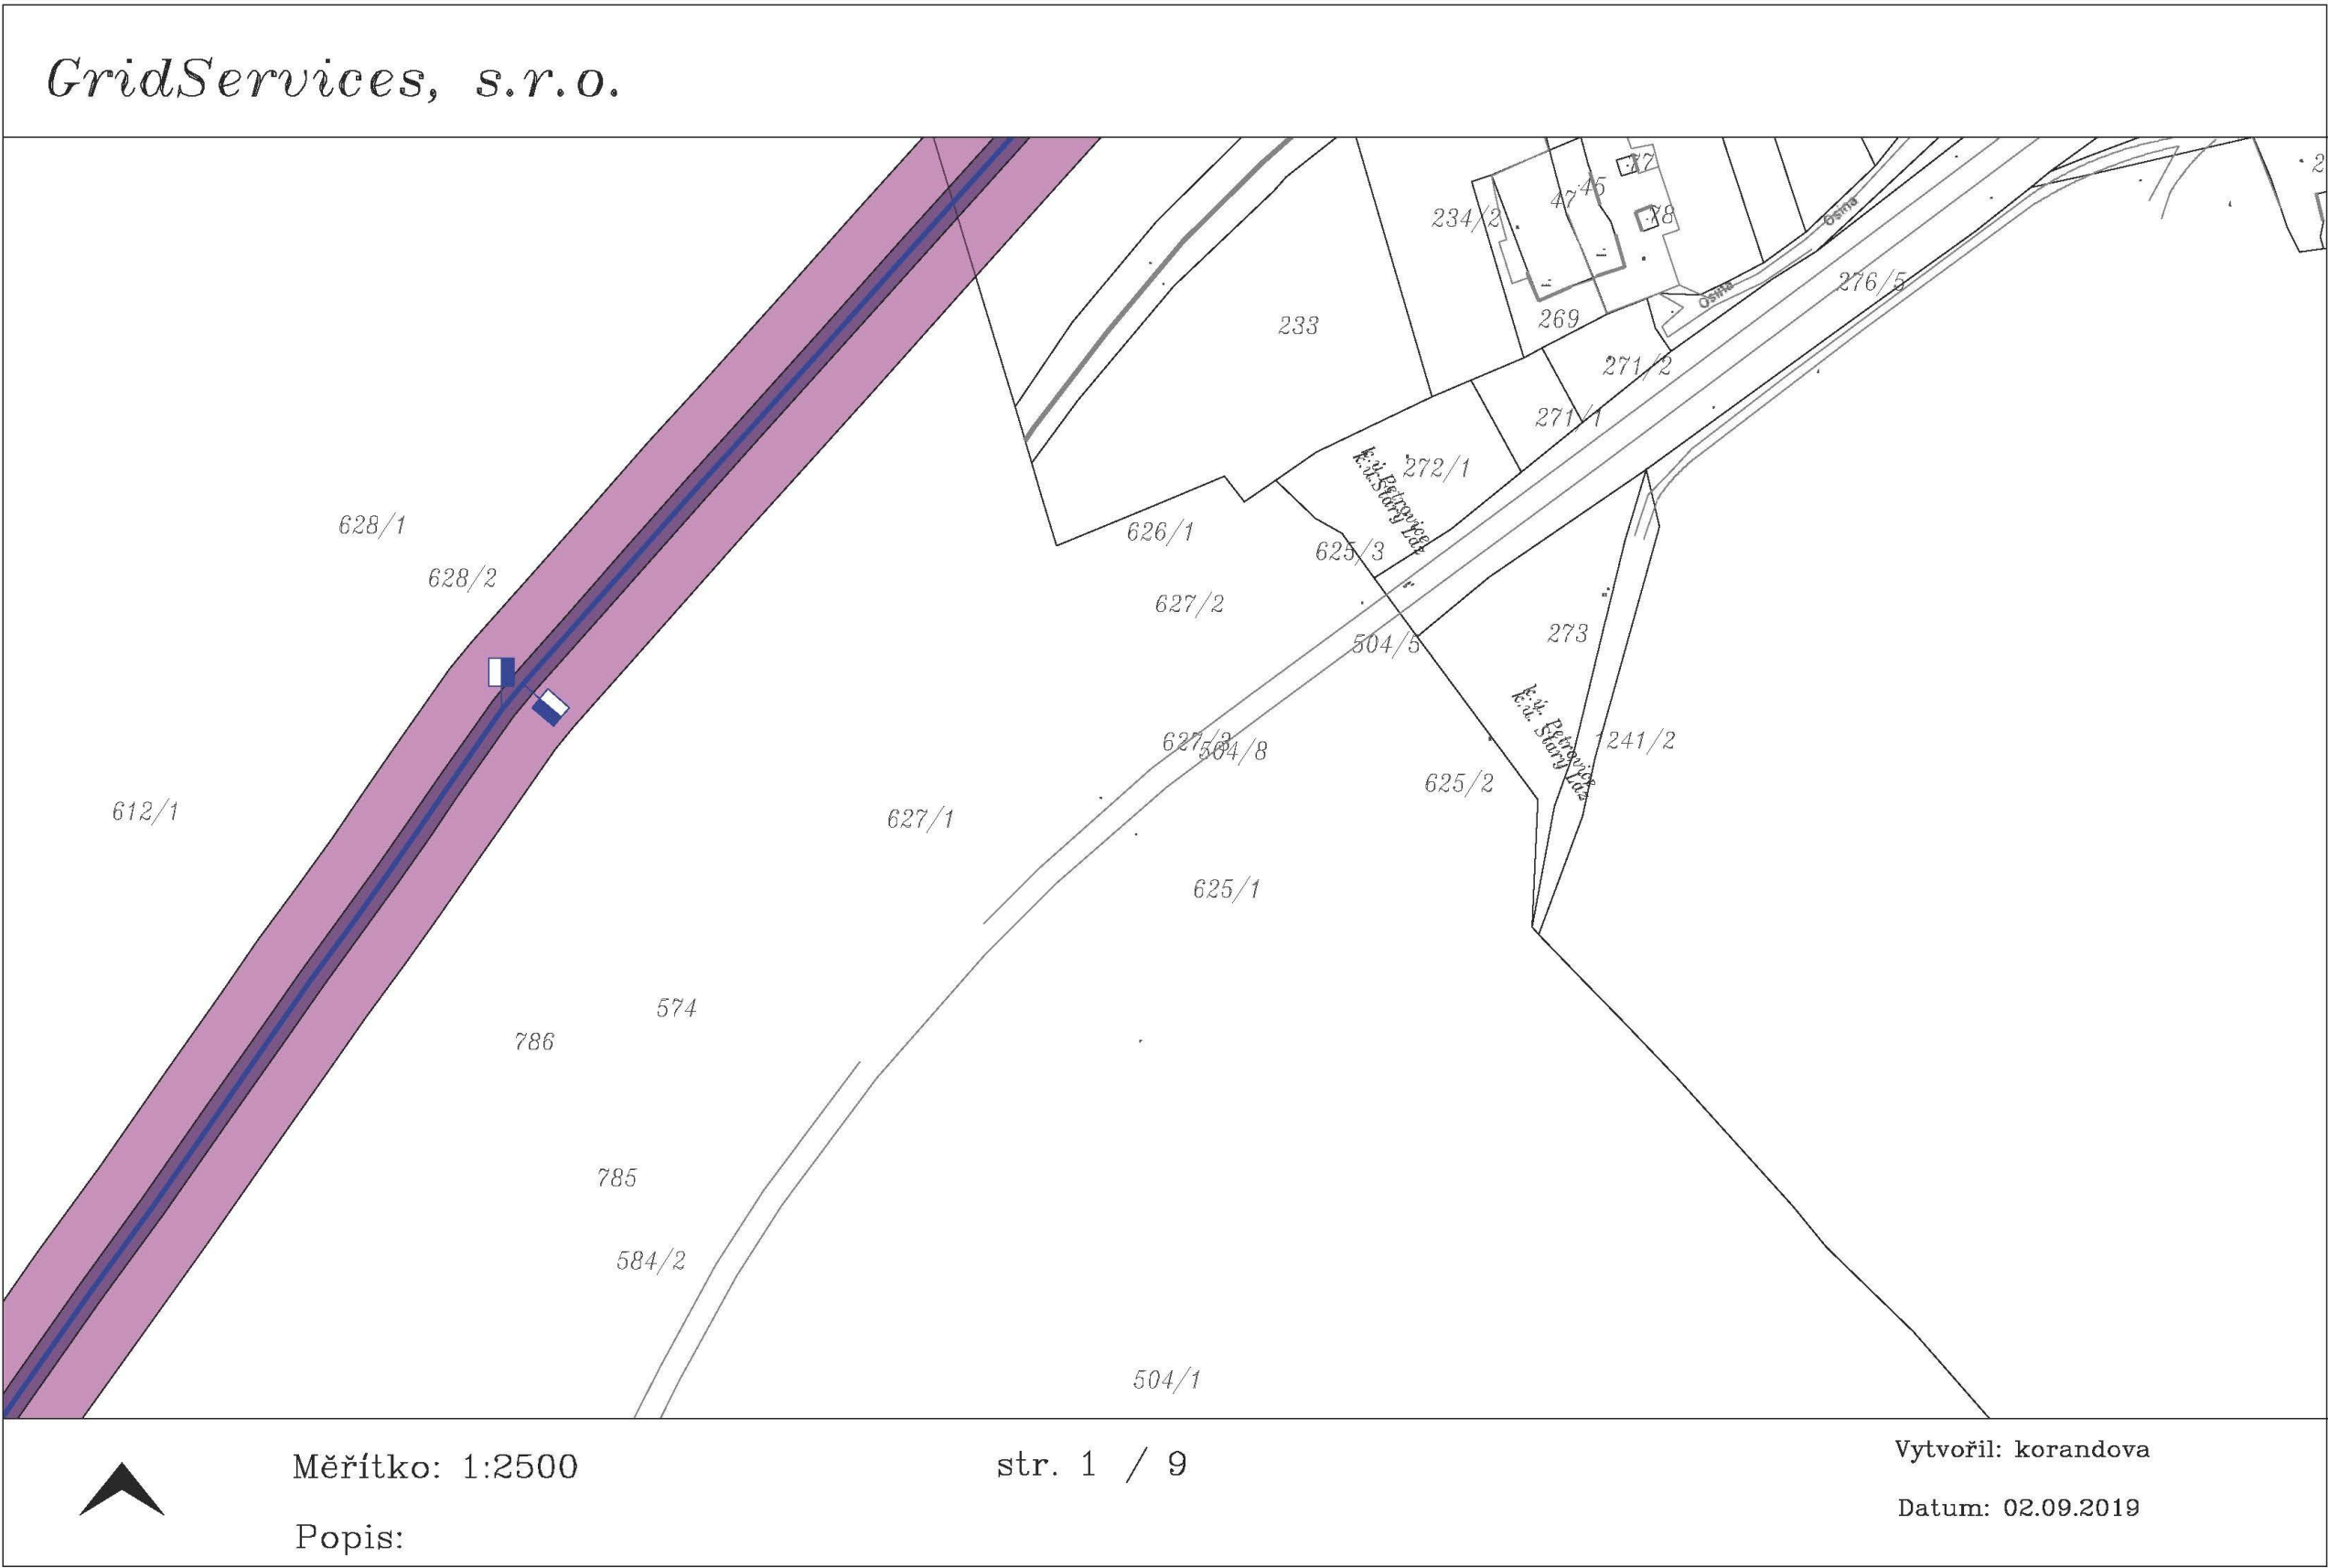 GridServices, s.r.o.
77
45
47
78
234/2
2
Osina
276/5
Osina
233
269
271/2
271/1
272/1
k.ú. Petrovice
k.ú. Starý Láz
628/1
626/1
625/3
628/2
627/2
273
504/5
k.ú. Petrovice
k.ú. Starý Láz
627/3
504/8
1241/2
625/2
612/1
627/1
625/1
574
786
785
584/2
504/1
Měřítko: 1:2500
str. 1 / 9
Vytvořil: korandova
Datum: 02.09.2019
Popis: